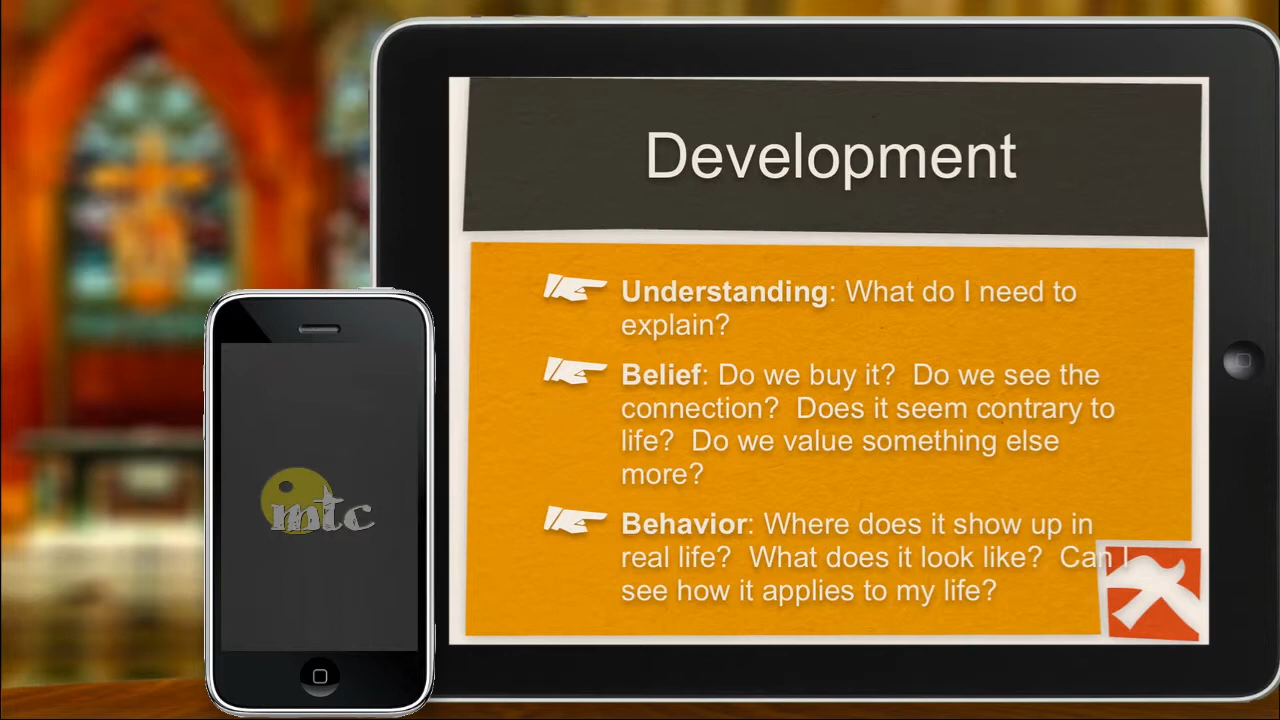 Development
Understanding: What do I need to
explain?
Belief: Do we buy it?  Do we see the
connection?  Does it seem contrary to
life?  Do we value something else
more?
Behavior: Where does it show up in
real life?  What does it look like?  Can I
see how it applies to my life?
mtc